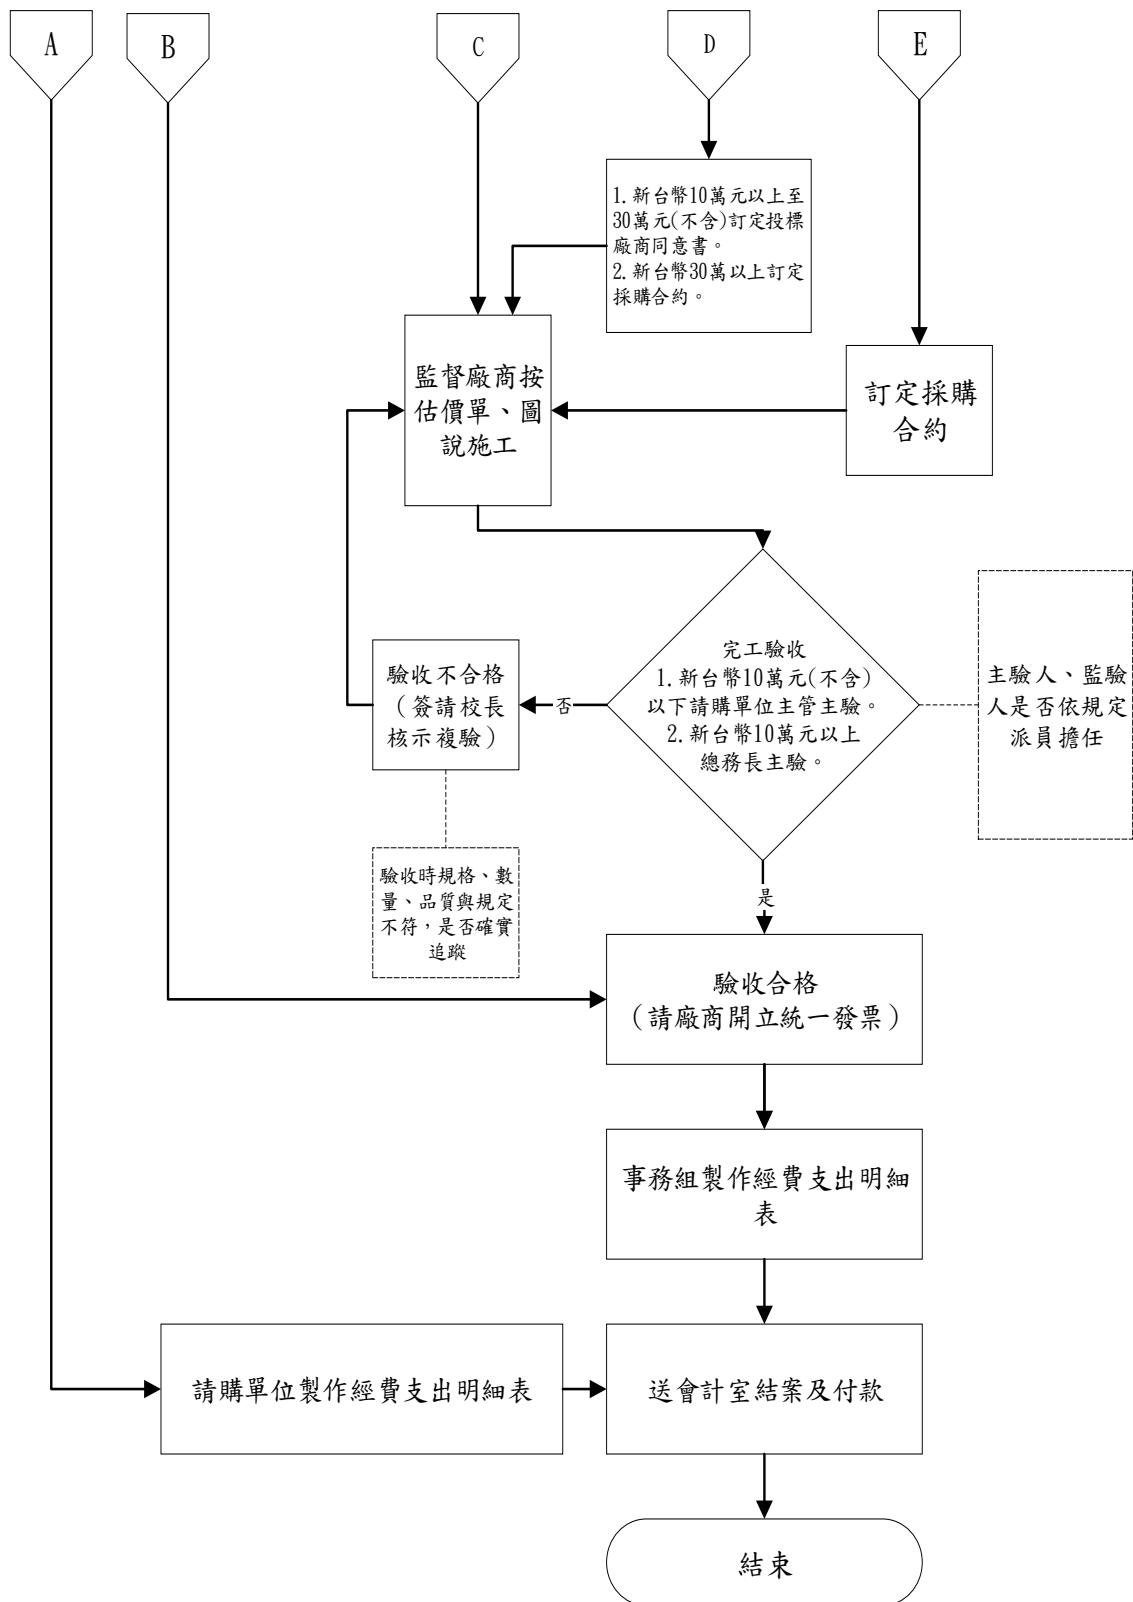 A
B
C
D
E
1.新台幣10萬元以上至
30萬元(不含)訂定投標
廠商同意書。
2.新台幣30萬以上訂定
採購合約。
監督廠商按
估價單、圖
說施工
訂定採購
合約
完工驗收
1.新台幣10萬元(不含)
以下請購單位主管主驗。
2.新台幣10萬元以上
總務長主驗。
主驗人、監驗
人是否依規定
派員擔任
否
驗收不合格
（簽請校長
核示複驗）
驗收時規格、數
量、品質與規定
不符，是否確實
追蹤
是
驗收合格
（請廠商開立統一發票）
事務組製作經費支出明細
表
請購單位製作經費支出明細表
送會計室結案及付款
結束